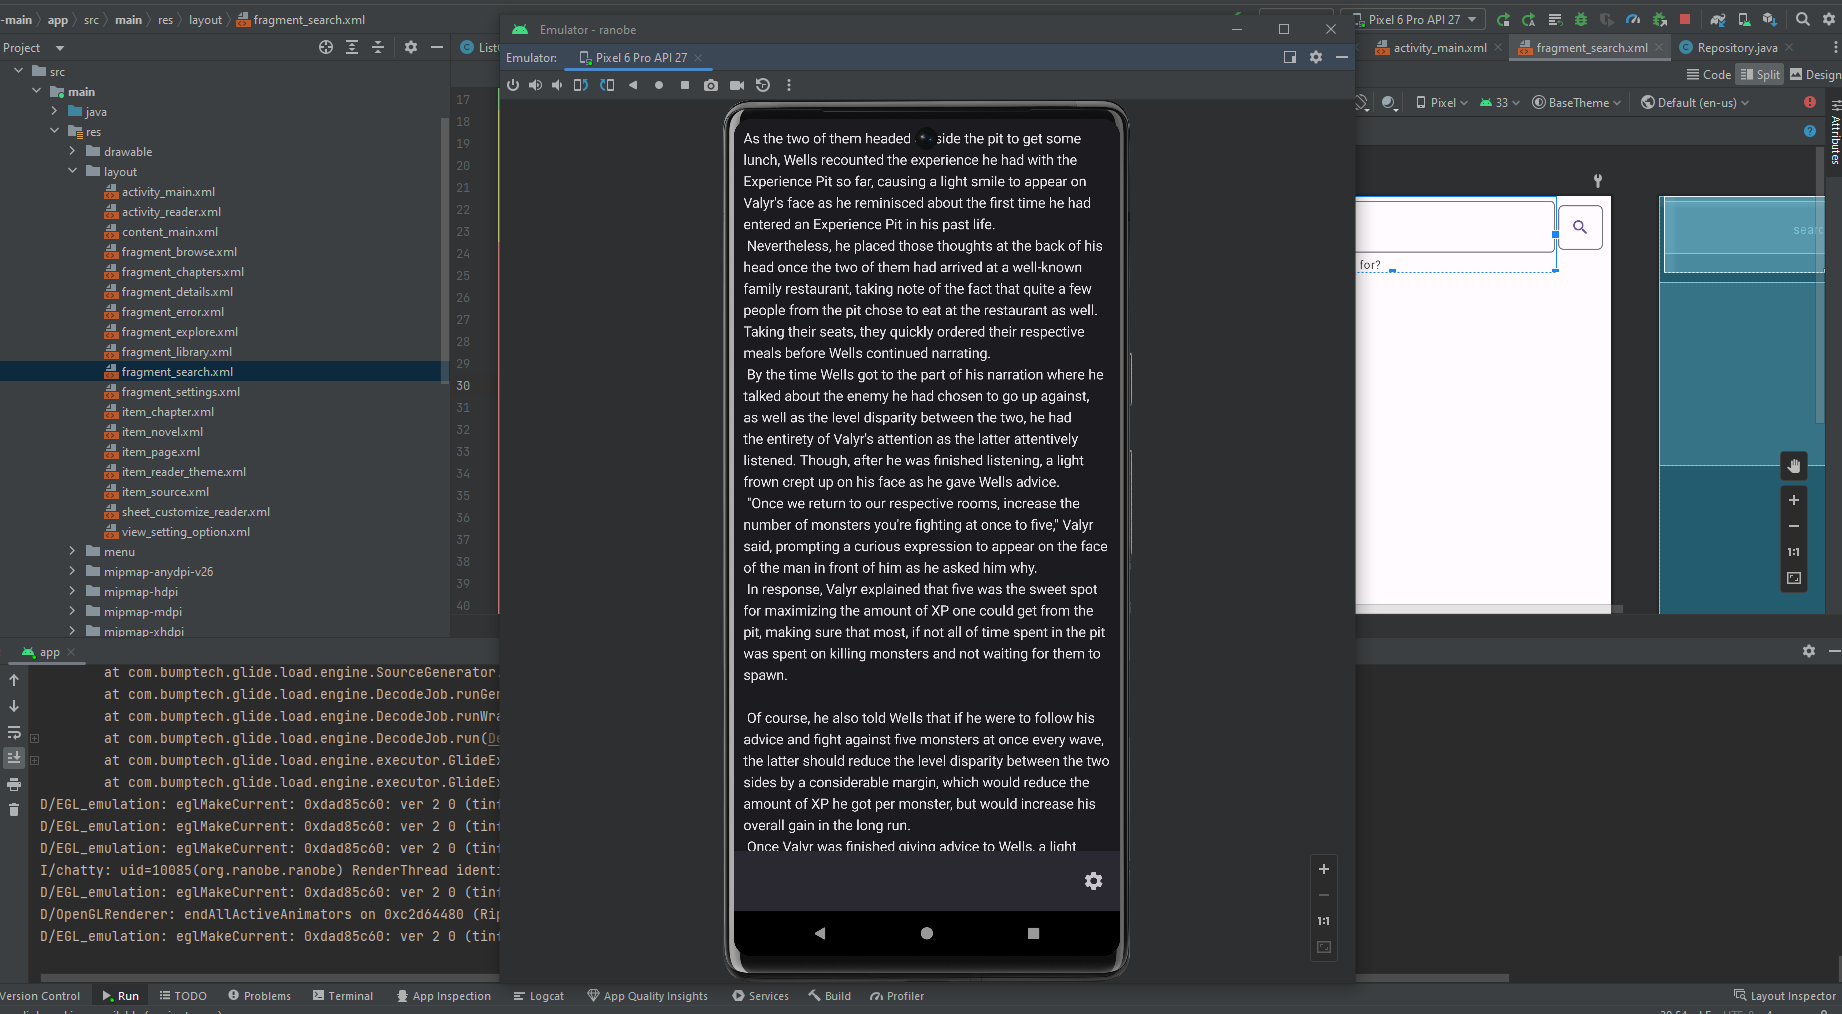 -main app src main res layout fragment_search.xml
Project
src
main
java
res
drawable
layout
activity_main.xml
activity_reader.xml
content_main.xml
fragment_browse.xml
fragment_chapters.xml
fragment_details.xml
fragment_error.xml
fragment_explore.xml
fragment_library.xml
fragment_search.xml
fragment_settings.xml
item_chapter.xml
item_novel.xml
item_page.xml
item_reader_theme.xml
item_source.xml
sheet_customize_reader.xml
view_setting_option.xml
menu
mipmap-anydpi-v26
mipmap-hdpi
mipmap-mdpi
mipmap-xhdpi
17
18
19
20
21
22
23
24
25
26
27
28
29
30
31
32
33
34
35
36
37
38
39
40
Emulator - ranobe
Emulator: Pixel 6 Pro API 27
As the two of them headed side the pit to get some
lunch, Wells recounted the experience he had with the
Experience Pit so far, causing a light smile to appear on
Valyr's face as he reminisced about the first time he had
entered an Experience Pit in his past life.
Nevertheless, he placed those thoughts at the back of his
head once the two of them had arrived at a well-known
family restaurant, taking note of the fact that quite a few
people from the pit chose to eat at the restaurant as well.
Taking their seats, they quickly ordered their respective
meals before Wells continued narrating.
By the time Wells got to the part of his narration where he
talked about the enemy he had chosen to go up against,
as well as the level disparity between the two, he had
the entirety of Valyr's attention as the latter attentively
listened. Though, after he was finished listening, a light
frown crept up on his face as he gave Wells advice.
"Once we return to our respective rooms, increase the
number of monsters you're fighting at once to five," Valyr
said, prompting a curious expression to appear on the face
of the man in front of him as he asked him why.
In response, Valyr explained that five was the sweet spot
for maximizing the amount of XP one could get from the
pit, making sure that most, if not all of time spent in the pit
was spent on killing monsters and not waiting for them to
spawn.
Of course, he also told Wells that if he were to follow his
advice and fight against five monsters at once every wave,
the latter should reduce the level disparity between the two
sides by a considerable margin, which would reduce the
amount of XP he got per monster, but would increase his
overall gain in the long run.
Once Valyr was finished giving advice to Wells, a light
1:1
Pixel 6 Pro API 27
activity_main.xml fragment_search.xml Repository.java
Code Split Design
Pixel 33 BaseTheme Default (en-us)
Attributes
for?
searc
1:1
app
at com.bumptech.glide.load.engine.SourceGenerator.
at com.bumptech.glide.load.engine.DecodeJob.runGen
at com.bumptech.glide.load.engine.DecodeJob.runWra
at com.bumptech.glide.load.engine.DecodeJob.run(De
at com.bumptech.glide.load.engine.executor.GlideEx
at com.bumptech.glide.load.engine.executor.GlideEx
D/EGL_emulation: eglMakeCurrent: 0xdad85c60: ver 2 0 (tinf
D/EGL_emulation: eglMakeCurrent: 0xdad85c60: ver 2 0 (tinf
D/EGL_emulation: eglMakeCurrent: 0xdad85c60: ver 2 0 (tinf
I/chatty: uid=10085(org.ranobe.ranobe) RenderThread identi
D/EGL_emulation: eglMakeCurrent: 0xdad85c60: ver 2 0 (tinf
D/OpenGLRenderer: endAllActiveAnimators on 0xc2d64480 (Rip
D/EGL_emulation: eglMakeCurrent: 0xdad85c60: ver 2 0 (tinf
Version Control Run TODO Problems Terminal App Inspection Logcat App Quality Insights Services Build Profiler Layout Inspector